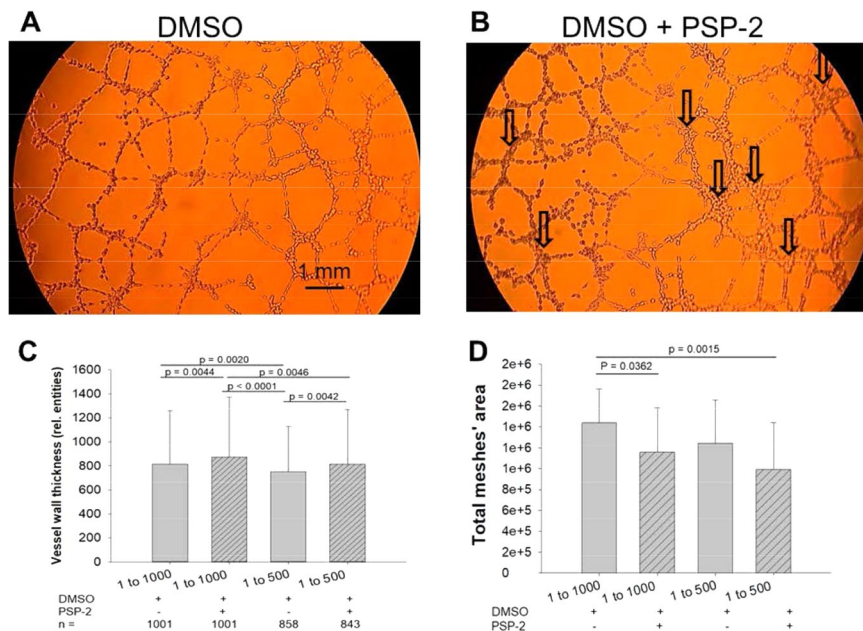 A DMSO
B DMSO + PSP-2
1 mm
C
p = 0.0020
p = 0.0044 p = 0.0046
p < 0.0001
p = 0.0042
Vessel wall thickness (rel. entities)
1600
1400
1200
1000
800
600
400
200
0
1 to 1000 1 to 1000 1 to 500 1 to 500
DMSO + + + +
PSP-2 - + - +
n = 1001 1001 858 843
D
p = 0.0015
P = 0.0362
Total meshes' area
2e+6
2e+6
2e+6
1e+6
1e+6
8e+5
6e+5
4e+5
2e+5
0
1 to 1000 1 to 1000 1 to 500 1 to 500
DMSO + + + +
PSP-2 - + - +